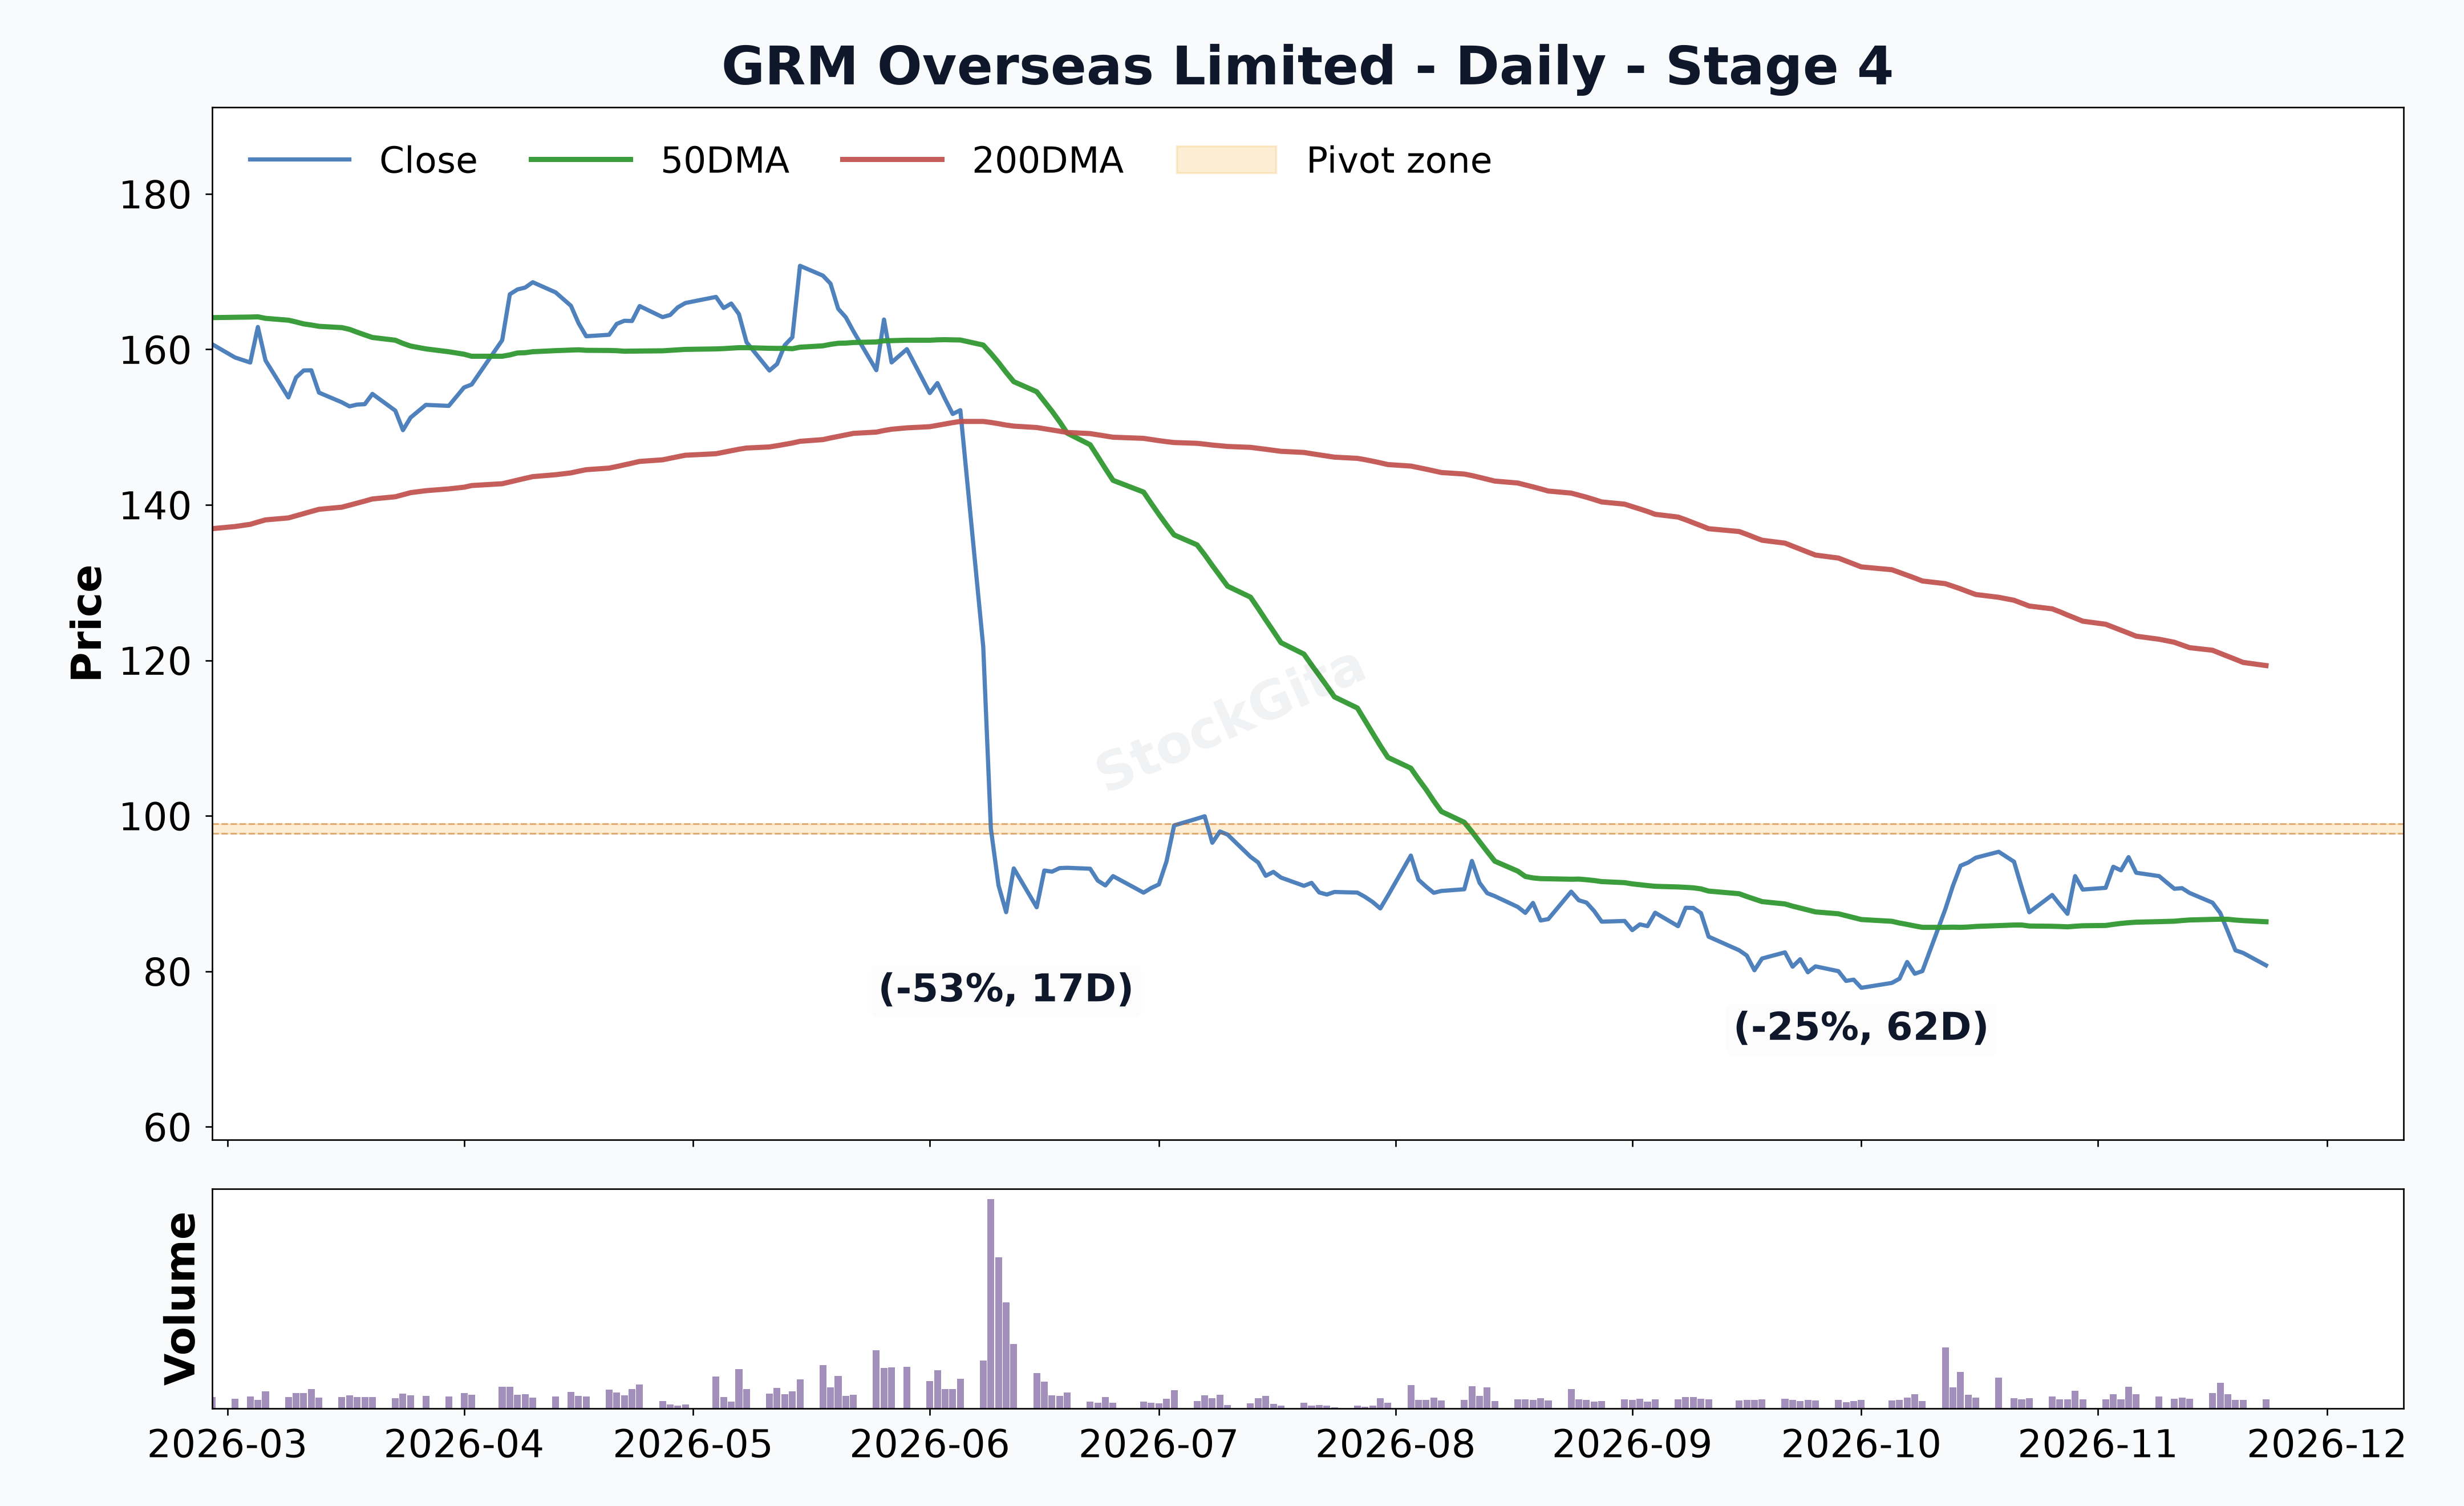 GRM Overseas Limited - Daily - Stage 4
Close 50DMA 200DMA Pivot zone
Price
180
160
140
120
100
80
60
StockGita
(-53%, 17D)
(-25%, 62D)
Volume
2026-03 2026-04 2026-05 2026-06 2026-07 2026-08 2026-09 2026-10 2026-11 2026-12